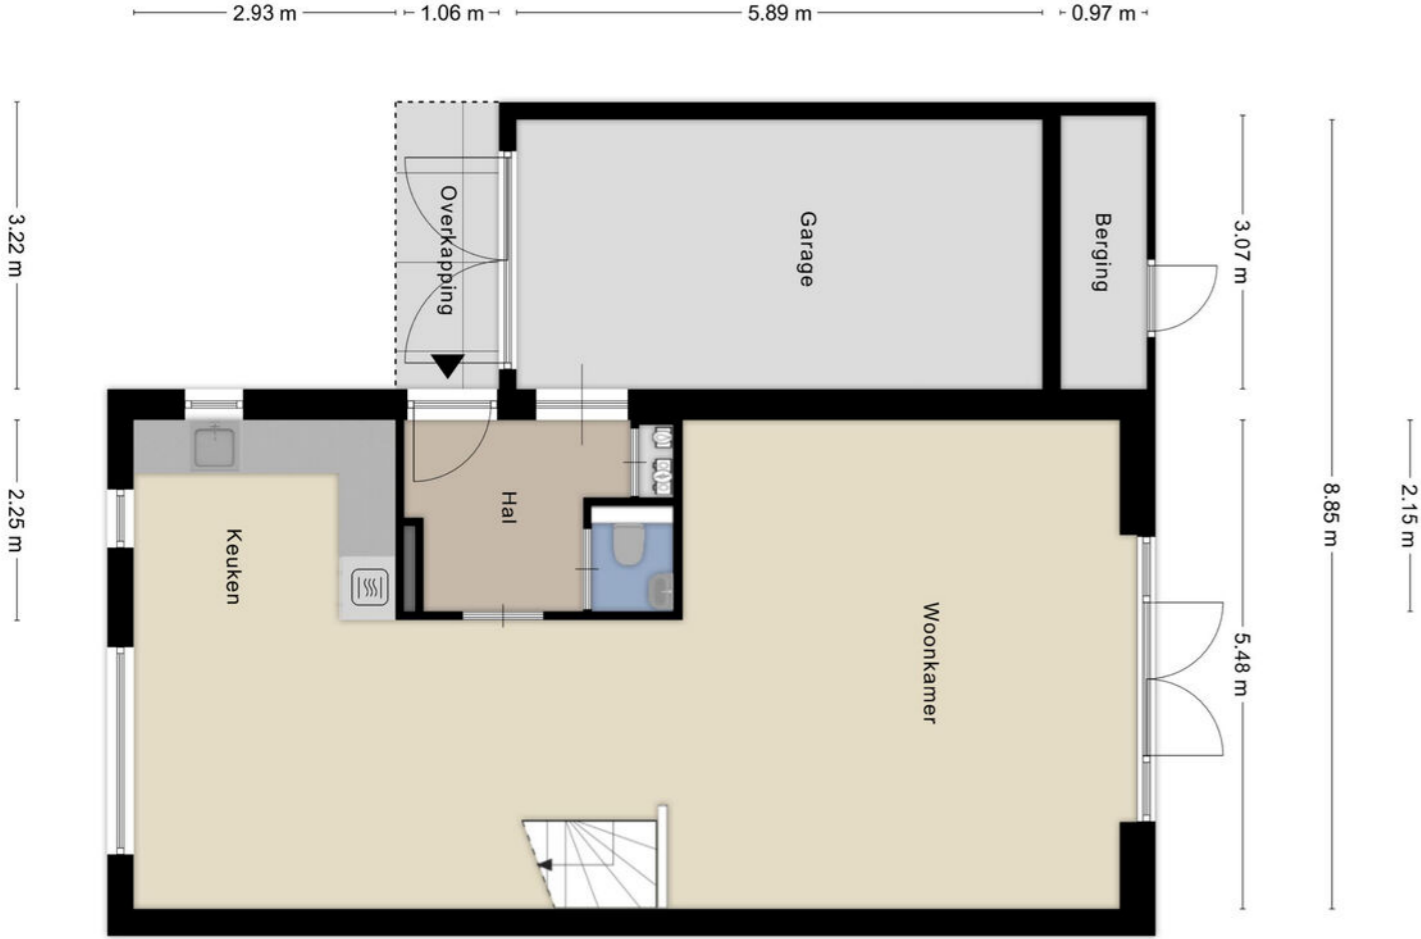 2.93 m
1.06 m
5.89 m
0.97 m
3.22 m
Overkapping
Garage
Berging
3.07 m
2.25 m
Keuken
Hal
Woonkamer
5.48 m
8.85 m
2.15 m